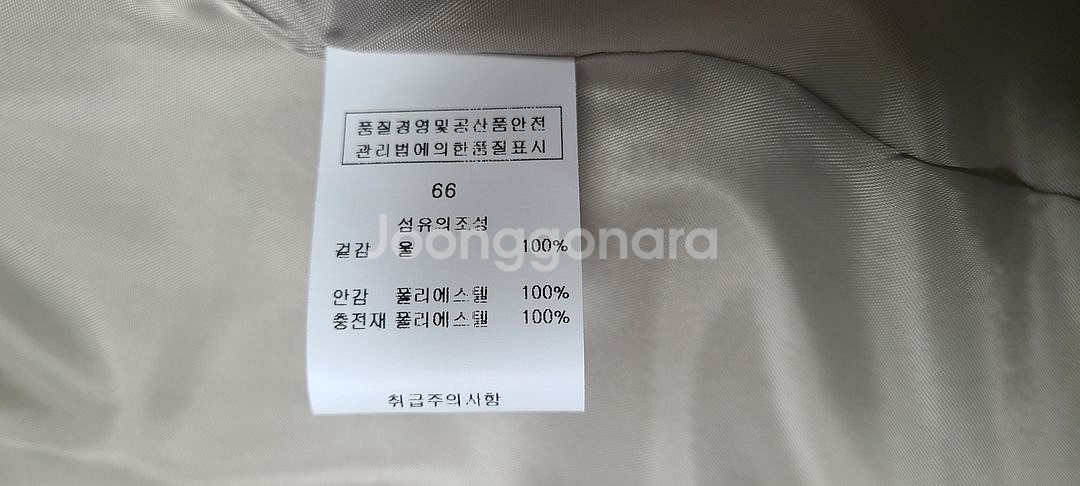 품질경영및공산품안전
관리법에의한품질표시
66
섬유의조성
Joonggonara
겉감 울 100%
안감 폴리에스텔 100%
충전재 폴리에스텔 100%
취급주의사항